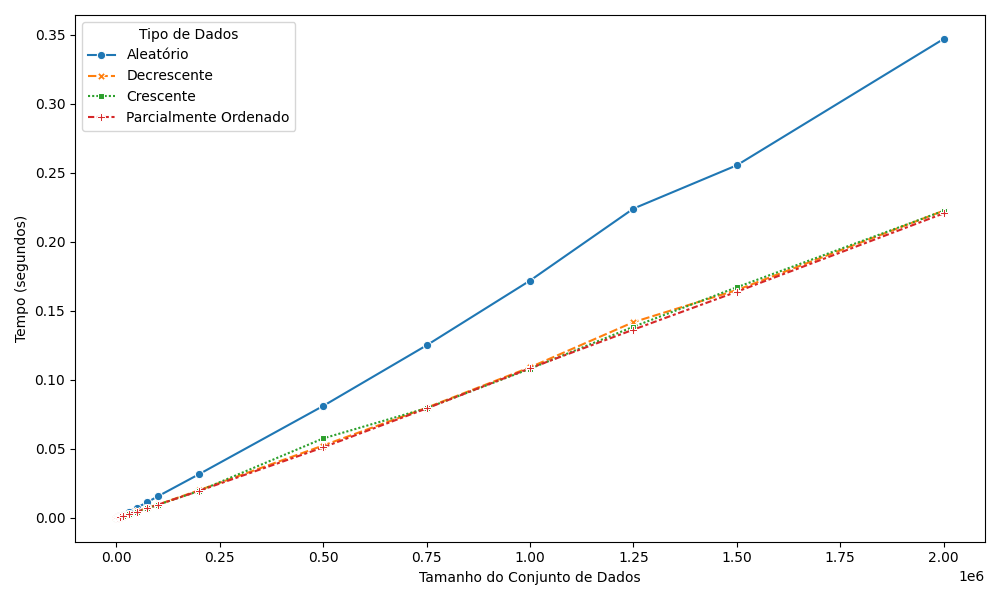 Tipo de Dados
Aleatório
Decrescente
Crescente
Parcialmente Ordenado
Tempo (segundos)
0.35
0.30
0.25
0.20
0.15
0.10
0.05
0.00
0.00 0.25 0.50 0.75 1.00 1.25 1.50 1.75 2.00
1e6
Tamanho do Conjunto de Dados